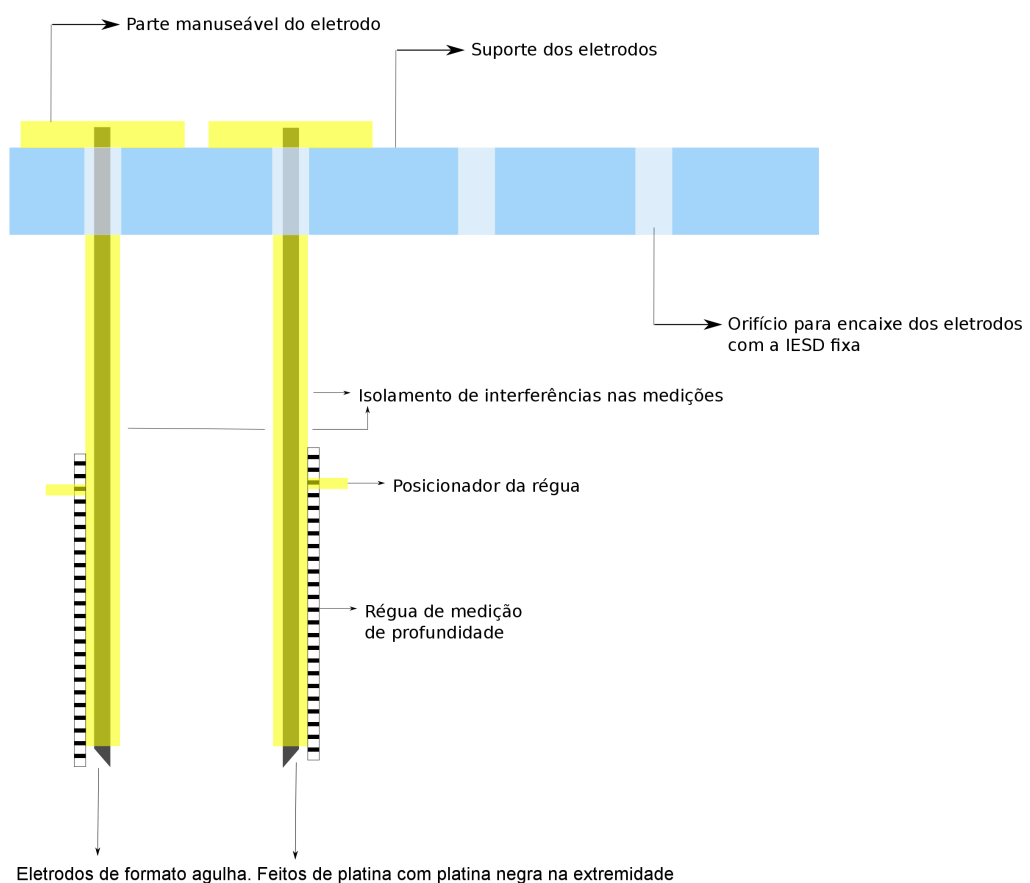 Parte manuseável do eletrodo
Suporte dos eletrodos
Orifício para encaixe dos eletrodos
com a IESD fixa
Isolamento de interferências nas medições
Posicionador da régua
Régua de medição
de profundidade
Eletrodos de formato agulha. Feitos de platina com platina negra na extremidade